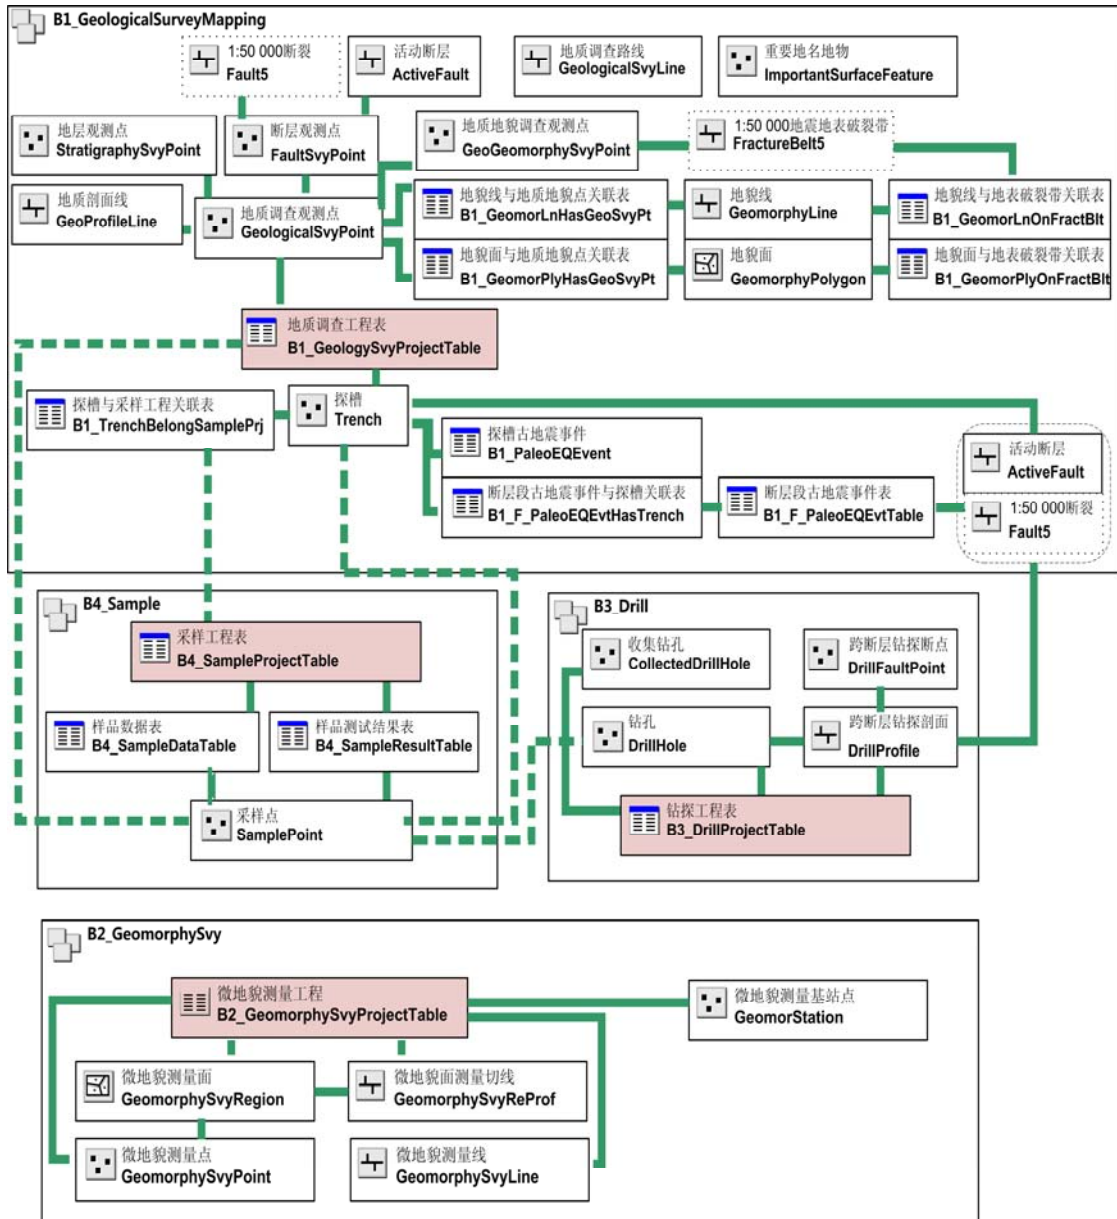 B1_GeologicalSurveyMapping
1:50 000断裂
Fault5
活动断层
ActiveFault
地质调查路线
GeologicalSvyLine
重要地名地物
ImportantSurfaceFeature
地层观测点
StratigraphySvyPoint
断层观测点
FaultSvyPoint
地质地貌调查观测点
GeoGeomorphySvyPoint
1:50 000地震地表破裂带
FractureBelt5
地质剖面线
GeoProfileLine
地质调查观测点
GeologicalSvyPoint
地貌线与地质地貌点关联表
B1_GeomorLnHasGeoSvyPt
地貌线
GeomorphyLine
地貌线与地表破裂带关联表
B1_GeomorLnOnFractBlt
地貌面与地质地貌点关联表
B1_GeomorPlyHasGeoSvyPt
地貌面
GeomorphyPolygon
地貌面与地表破裂带关联表
B1_GeomorPlyOnFractBlt
地质调查工程表
B1_GeologySvyProjectTable
探槽与采样工程关联表
B1_TrenchBelongSamplePrj
探槽
Trench
探槽古地震事件
B1_PaleoEQEvent
断层段古地震事件与探槽关联表
B1_F_PaleoEQEvtHasTrench
断层段古地震事件表
B1_F_PaleoEQEvtTable
活动断层
ActiveFault
1:50 000断裂
Fault5
B4_Sample
采样工程表
B4_SampleProjectTable
样品数据表
B4_SampleDataTable
样品测试结果表
B4_SampleResultTable
采样点
SamplePoint
B3_Drill
收集钻孔
CollectedDrillHole
跨断层钻探断点
DrillFaultPoint
钻孔
DrillHole
跨断层钻探剖面
DrillProfile
钻探工程表
B3_DrillProjectTable
B2_GeomorphySvy
微地貌测量工程
B2_GeomorphySvyProjectTable
微地貌测量基站点
GeomorStation
微地貌测量面
GeomorphySvyRegion
微地貌面测量切线
GeomorphySvyReProf
微地貌测量点
GeomorphySvyPoint
微地貌测量线
GeomorphySvyLine